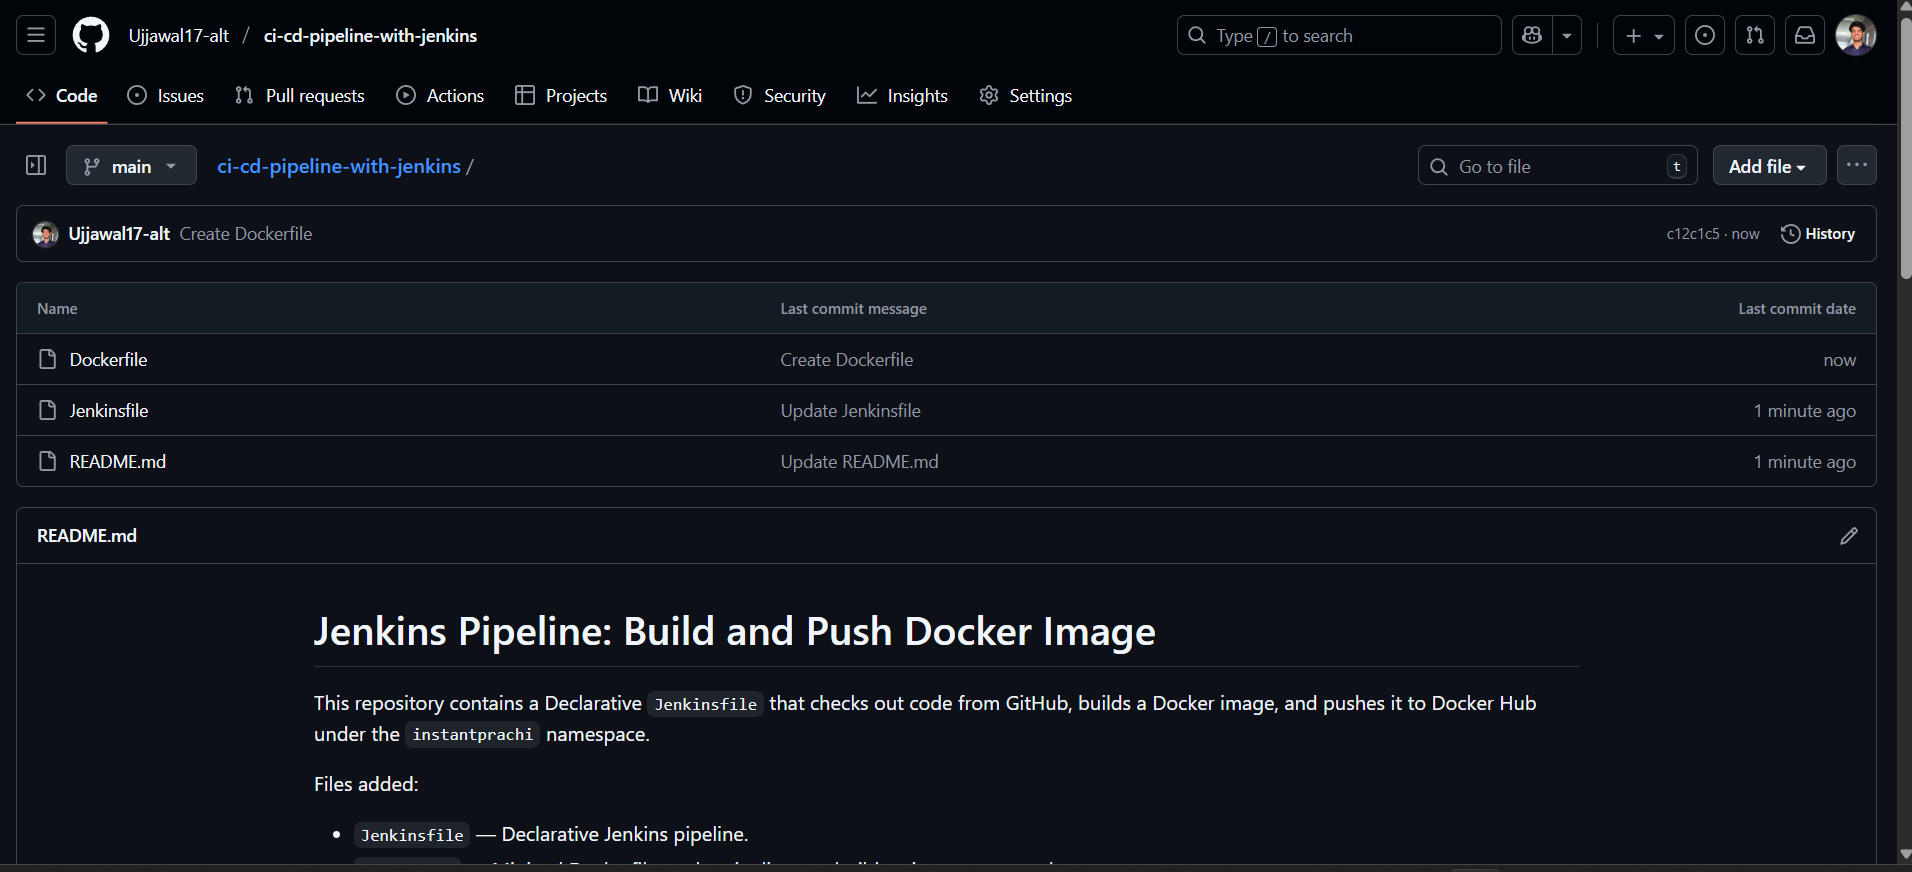 Ujjawal17-alt / ci-cd-pipeline-with-jenkins Type / to search
Code Issues Pull requests Actions Projects Wiki Security Insights Settings
main ci-cd-pipeline-with-jenkins / Go to file t Add file
Ujjawal17-alt Create Dockerfile c12c1c5 · now History
Name Last commit message Last commit date
Dockerfile Create Dockerfile now
Jenkinsfile Update Jenkinsfile 1 minute ago
README.md Update README.md 1 minute ago
README.md
Jenkins Pipeline: Build and Push Docker Image
This repository contains a Declarative Jenkinsfile that checks out code from GitHub, builds a Docker image, and pushes it to Docker Hub
under the instantprachi namespace.
Files added:
• Jenkinsfile — Declarative Jenkins pipeline.